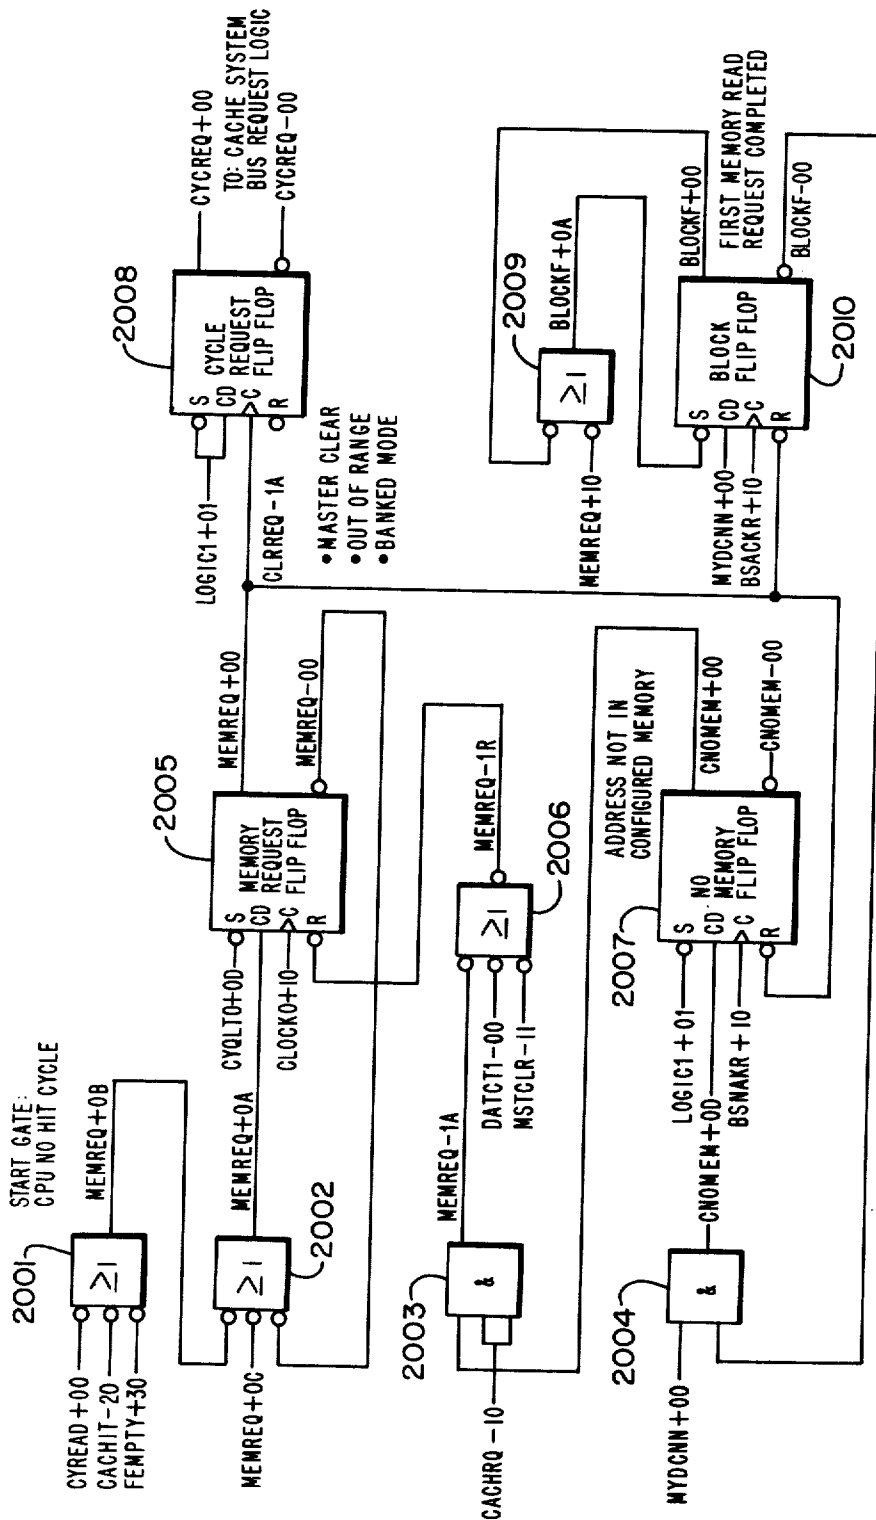 START GATE:
CPU NO HIT CYCLE
2001
≥1
CYREAD+00
CACHIT-20
FEMPTY+30
MEMREQ+0B
2002
≥1
MEMREQ+0C
MEMREQ+0A
2005
MEMORY
REQUEST
FLIP FLOP
S
CD
C
R
CYQLTO+0D
CLOCKO+10
MEMREQ+00
MEMREQ-00
2008
CYCLE
REQUEST
FLIP FLOP
S
CD
C
R
LOGIC1+01
CLRREQ-1A
•MASTER CLEAR
•OUT OF RANGE
•BANKED MODE
CYCREQ+00
TO: CACHE SYSTEM
BUS REQUEST LOGIC
CYCREQ-00
2003
&
CACHRQ-10
MEMREQ-1A
2006
≥1
DATCT1-00
MSTCLR-11
MEMREQ-1R
2009
≥1
MEMREQ+10
BLOCKF+0A
2004
&
MYDCNN+00
CNOMEM+0D
2007
NO
MEMORY
FLIP FLOP
S
CD
C
R
LOGIC1+01
BSNAKR+10
ADDRESS NOT IN
CONFIGURED MEMORY
CNOMEM+00
CNOMEM-00
2010
BLOCK
FLIP FLOP
S
CD
C
R
MYDCNN+00
BSACKR+10
BLOCKF+00
FIRST MEMORY READ
REQUEST COMPLETED
BLOCKF-00